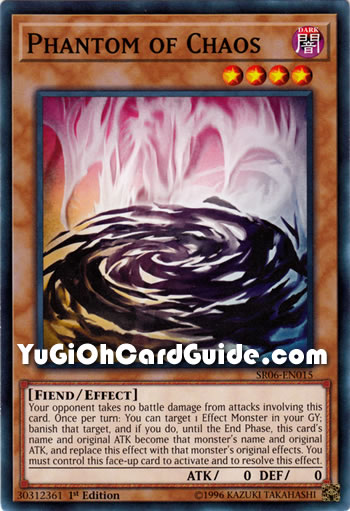 PHANTOM OF CHAOS
DARK
闇
YuGiOhCardGuide.com
SR06-EN015
[FIEND/EFFECT]
Your opponent takes no battle damage from attacks involving this
card. Once per turn: You can target 1 Effect Monster in your GY;
banish that target, and if you do, until the End Phase, this card's
name and original ATK become that monster's name and original
ATK, and replace this effect with that monster's original effects. You
must control this face-up card to activate and to resolve this effect.
ATK/ 0 DEF/ 0
30312361 1st Edition ©1996 KAZUKI TAKAHASHI